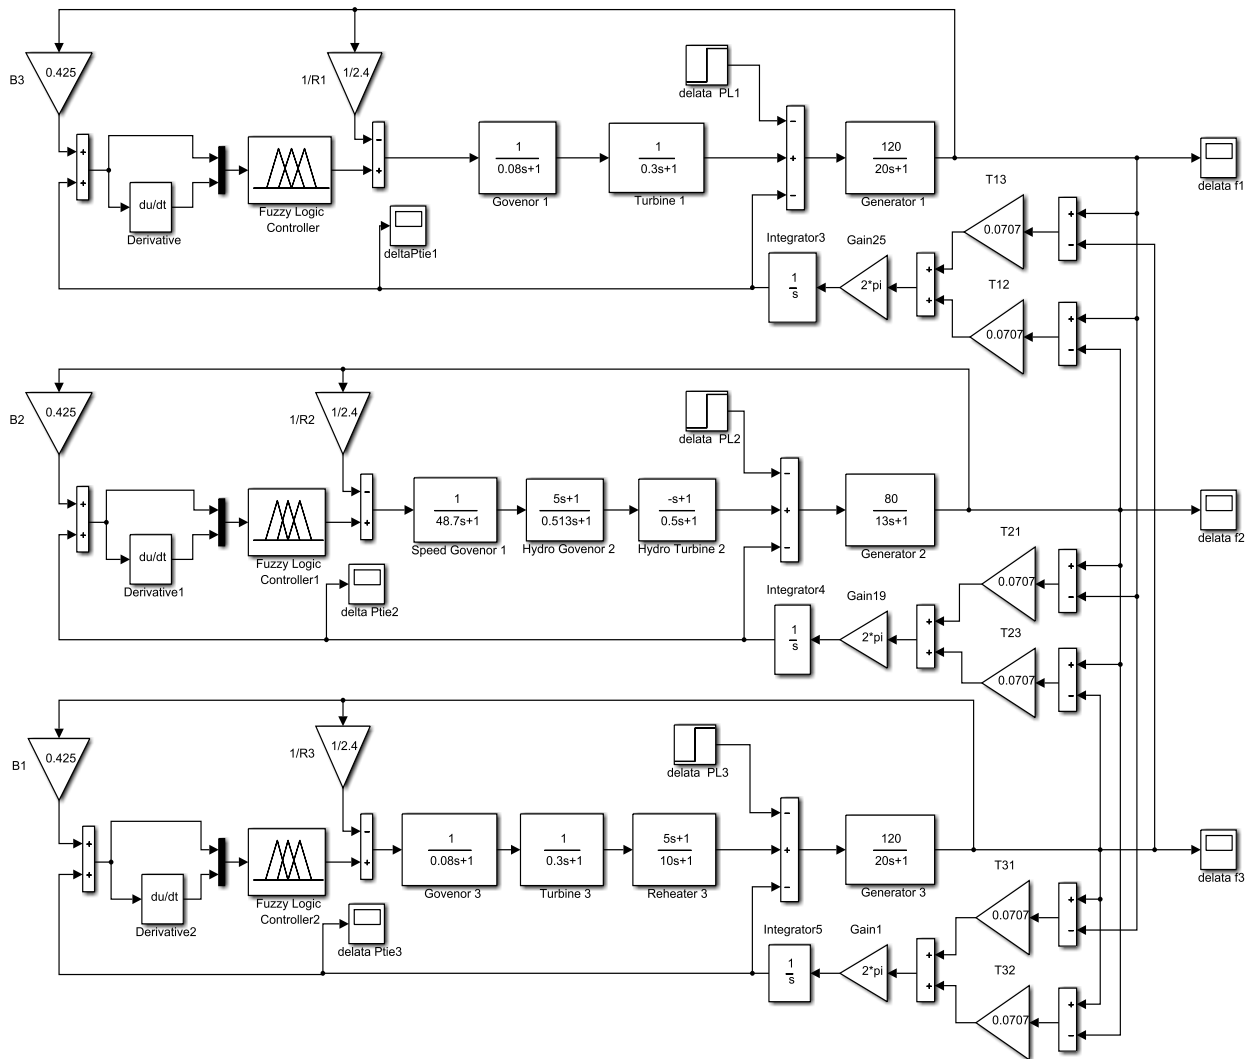 B3
0.425
1/R1
1/2.4
delata PL1
+
+
du/dt
Derivative
Fuzzy Logic
Controller
−
+
1
0.08s+1
Govenor 1
1
0.3s+1
Turbine 1
−
+
−
120
20s+1
Generator 1
delata f1
deltaPtie1
Integrator3
1
s
Gain25
2*pi
+
+
T13
0.0707
+
−
T12
0.0707
+
−
B2
0.425
1/R2
1/2.4
delata PL2
+
+
du/dt
Derivative1
Fuzzy Logic
Controller1
−
+
1
48.7s+1
Speed Govenor 1
5s+1
0.513s+1
Hydro Govenor 2
-s+1
0.5s+1
Hydro Turbine 2
−
+
−
80
13s+1
Generator 2
delata f2
delta Ptie2
Integrator4
1
s
Gain19
2*pi
+
+
T21
0.0707
+
−
T23
0.0707
+
−
B1
0.425
1/R3
1/2.4
delata PL3
+
+
du/dt
Derivative2
Fuzzy Logic
Controller2
−
+
1
0.08s+1
Govenor 3
1
0.3s+1
Turbine 3
5s+1
10s+1
Reheater 3
−
+
−
120
20s+1
Generator 3
delata f3
delata Ptie3
Integrator5
1
s
Gain1
2*pi
+
+
T31
0.0707
+
−
T32
0.0707
+
−